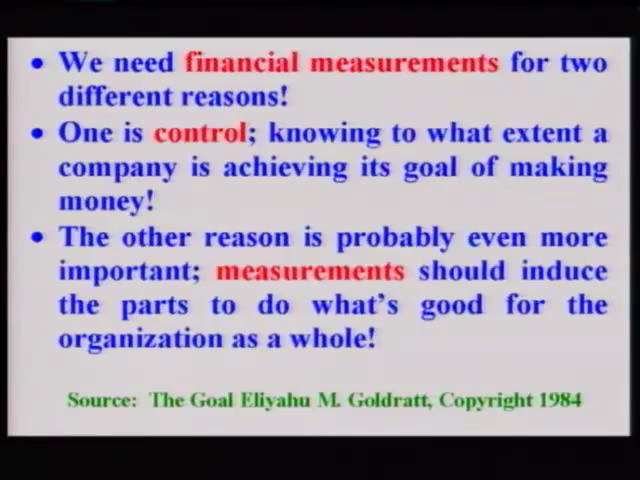 • We need financial measurements for two
different reasons!
• One is control; knowing to what extent a
company is achieving its goal of making
money!
• The other reason is probably even more
important; measurements should induce
the parts to do what's good for the
organization as a whole!
Source: The Goal Eliyahu M. Goldratt, Copyright 1984